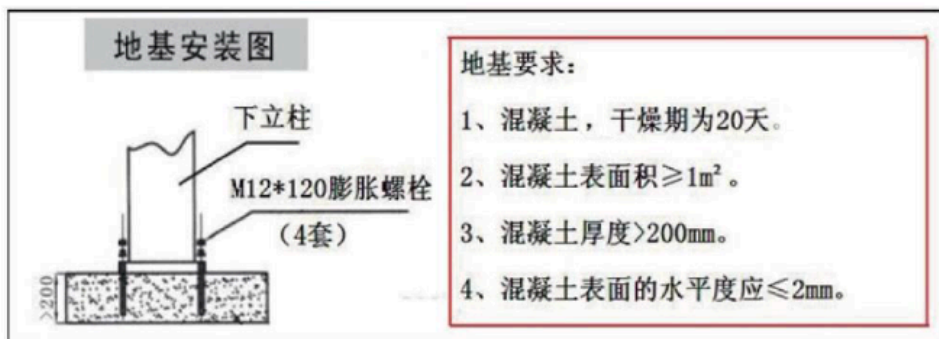 地基安装图
下立柱
M12*120膨胀螺栓
（4套）
>200
地基要求：
1、混凝土，干燥期为20天。
2、混凝土表面积≥1m²。
3、混凝土厚度>200mm。
4、混凝土表面的水平度应≤2mm。